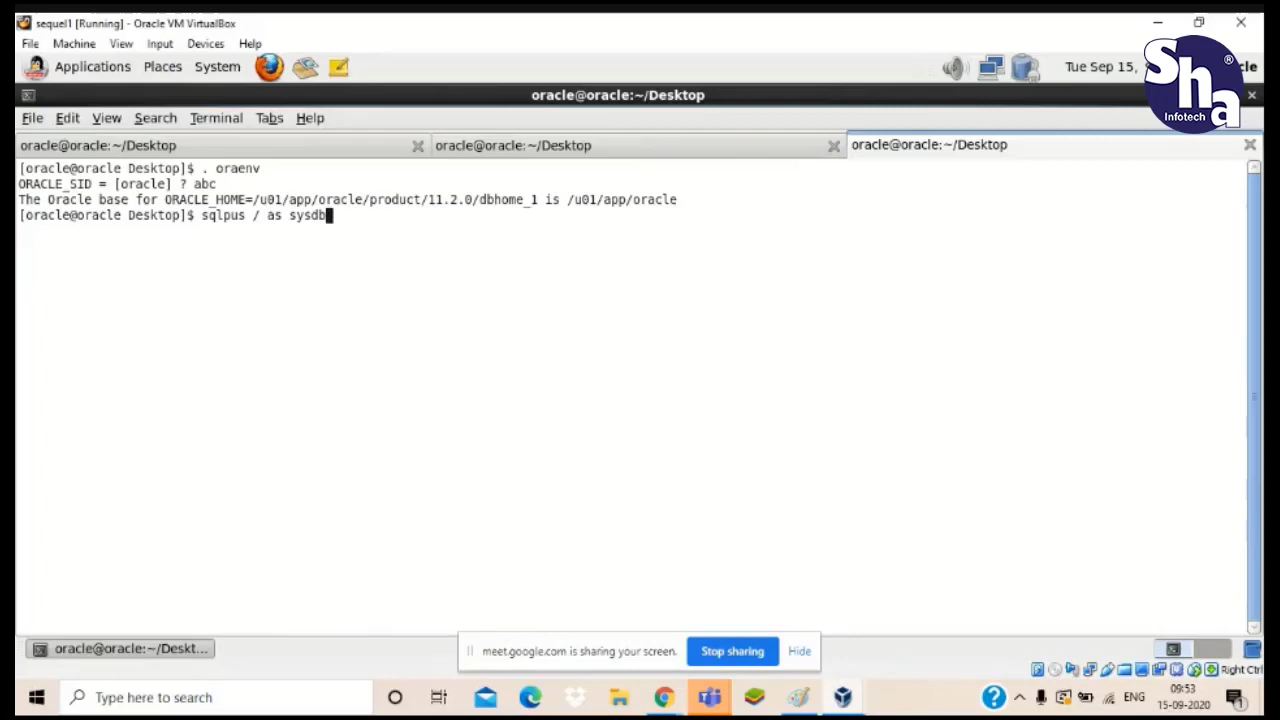 sequel1 [Running] - Oracle VM VirtualBox
File Machine View Input Devices Help
Applications Places System
Tue Sep 15,
cle
Sha
®
Infotech
oracle@oracle:~/Desktop
File Edit View Search Terminal Tabs Help
oracle@oracle:~/Desktop
oracle@oracle:~/Desktop
oracle@oracle:~/Desktop
[oracle@oracle Desktop]$ . oraenv
ORACLE_SID = [oracle] ? abc
The Oracle base for ORACLE_HOME=/u01/app/oracle/product/11.2.0/dbhome_1 is /u01/app/oracle
[oracle@oracle Desktop]$ sqlpus / as sysdb
oracle@oracle:~/Deskt...
meet.google.com is sharing your screen.
Stop sharing
Hide
Right Ctrl
Type here to search
ENG
09:53
15-09-2020